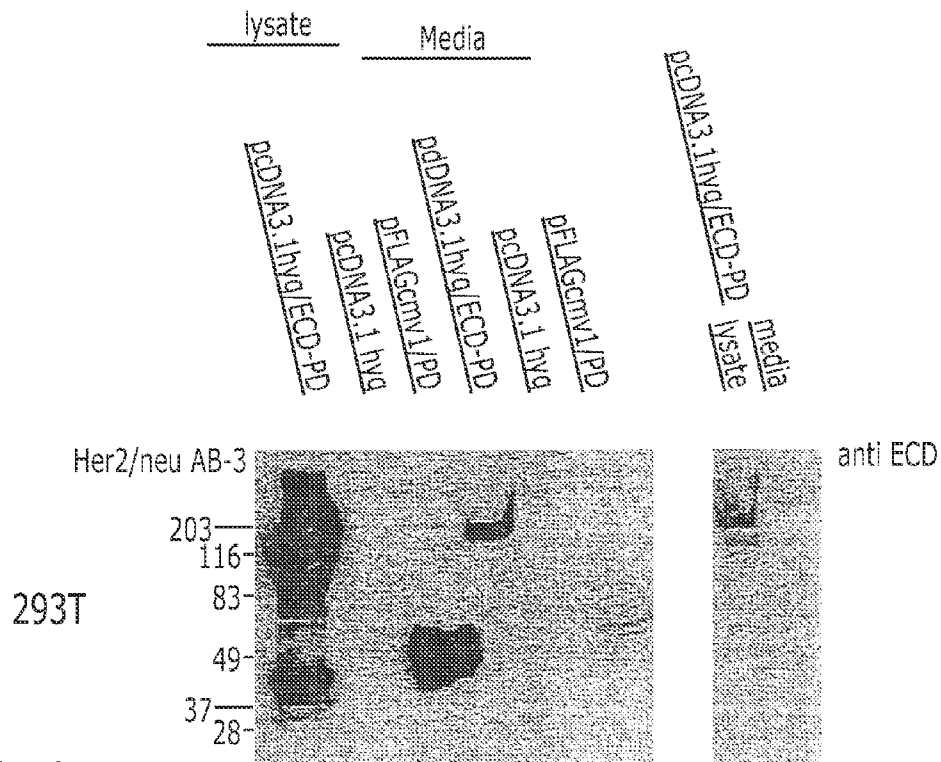 lysate
Media
pcDNA3.1hyg/ECD-PD
pcDNA3.1 hyg
pFLAGcmv1/PD
pdDNA3.1hyg/ECD-PD
pcDNA3.1 hyg
pFLAGcmv1/PD
pcDNA3.1hyg/ECD-PD
lysate
media
Her2/neu AB-3
anti ECD
203
116
83
293T
49
37
28